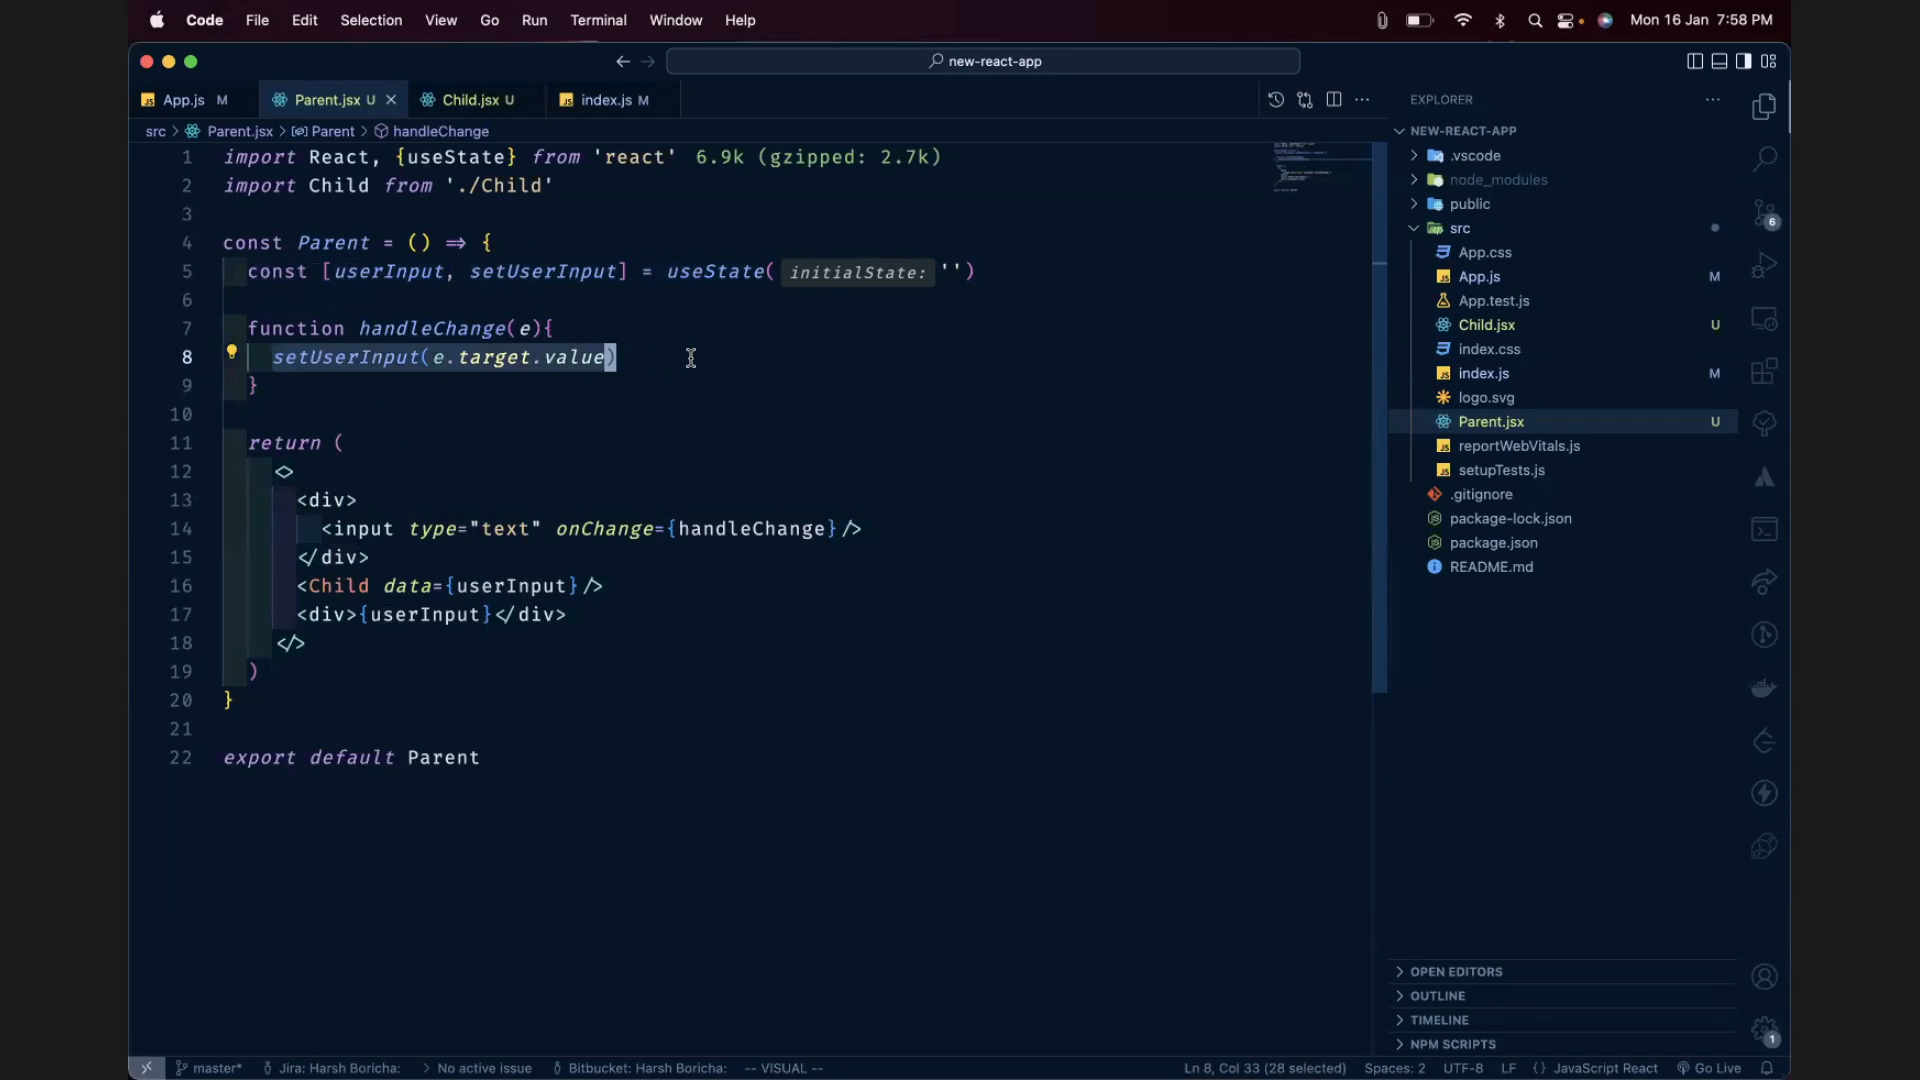 Code File Edit Selection View Go Run Terminal Window Help Mon 16 Jan 7:58 PM
new-react-app
App.js M Parent.jsx U Child.jsx U index.js M
src > Parent.jsx > Parent > handleChange
1 import React, {useState} from 'react' 6.9k (gzipped: 2.7k)
2 import Child from './Child'
3
4 const Parent = () => {
5 const [userInput, setUserInput] = useState( initialState: '')
6
7 function handleChange(e){
8 setUserInput(e.target.value)
9 }
10
11 return (
12 <>
13 <div>
14 <input type="text" onChange={handleChange}/>
15 </div>
16 <Child data={userInput}/>
17 <div>{userInput}</div>
18 </>
19 )
20 }
21
22 export default Parent
EXPLORER
NEW-REACT-APP
.vscode
node_modules
public
src
App.css
App.js M
App.test.js
Child.jsx U
index.css
index.js M
logo.svg
Parent.jsx U
reportWebVitals.js
setupTests.js
.gitignore
package-lock.json
package.json
README.md
OPEN EDITORS
OUTLINE
TIMELINE
NPM SCRIPTS
6
1
master* Jira: Harsh Boricha: > No active issue Bitbucket: Harsh Boricha: -- VISUAL -- Ln 8, Col 33 (28 selected) Spaces: 2 UTF-8 LF {} JavaScript React Go Live